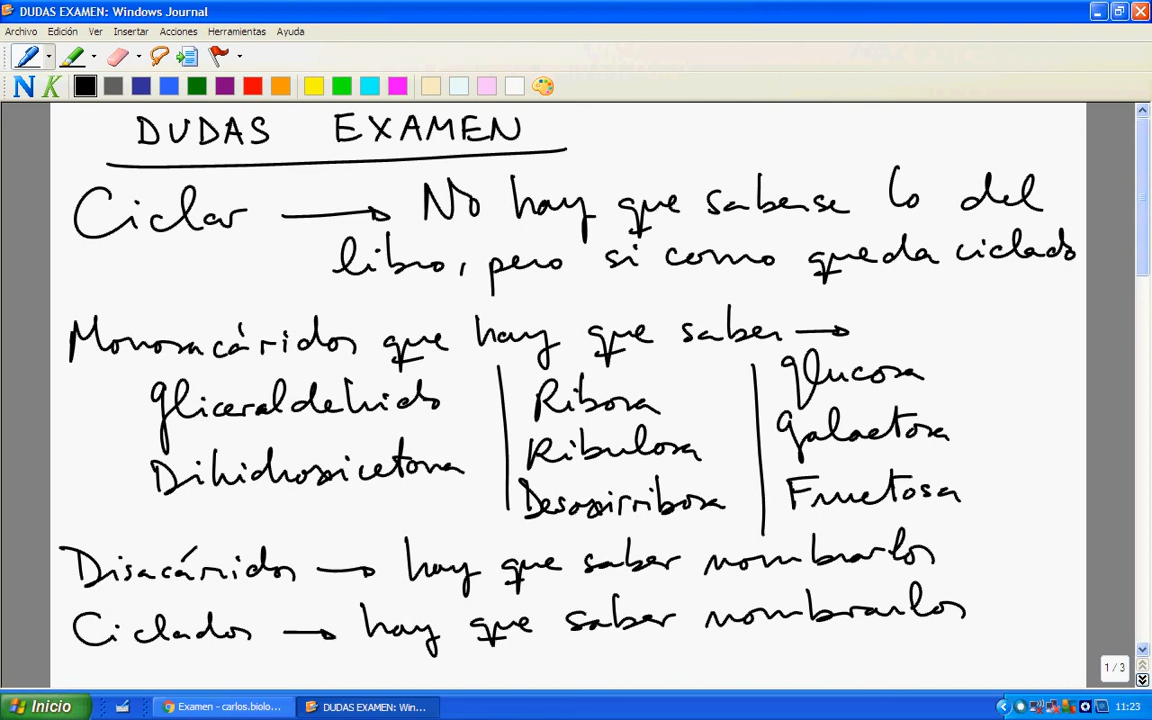 DUDAS EXAMEN: Windows Journal
Archivo Edición Ver Insertar Acciones Herramientas Ayuda
N K
DUDAS EXAMEN
Ciclar → No hay que saberse lo del
libro, pero si como queda ciclado
Monosacáridos que hay que saber →
Gliceraldehido | Ribosa | Glucosa
Dihidroxicetona | Ribulosa | Galactosa
Desoxirribosa | Fructosa
Disacáridos → hay que saber nombrarlos
Ciclados → hay que saber nombrarlos
1 / 3
Inicio Examen - carlos.biolo... DUDAS EXAMEN: Win... 11:23